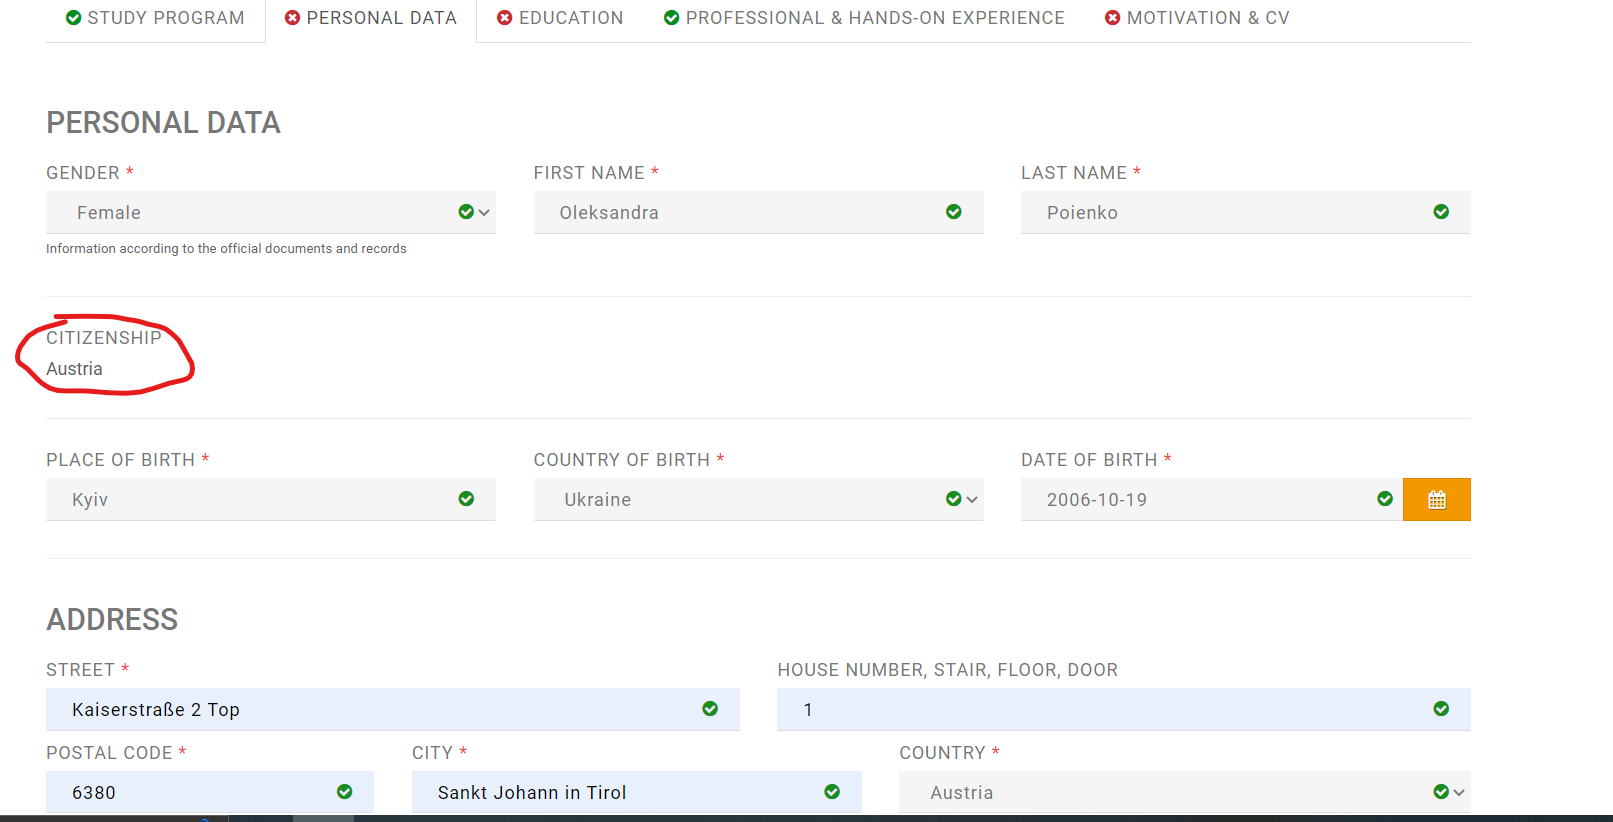 STUDY PROGRAM PERSONAL DATA EDUCATION PROFESSIONAL & HANDS-ON EXPERIENCE MOTIVATION & CV
PERSONAL DATA
GENDER * FIRST NAME * LAST NAME *
Female Oleksandra Poienko
Information according to the official documents and records
CITIZENSHIP
Austria
PLACE OF BIRTH * COUNTRY OF BIRTH * DATE OF BIRTH *
Kyiv Ukraine 2006-10-19
ADDRESS
STREET * HOUSE NUMBER, STAIR, FLOOR, DOOR
Kaiserstraße 2 Top 1
POSTAL CODE * CITY * COUNTRY *
6380 Sankt Johann in Tirol Austria